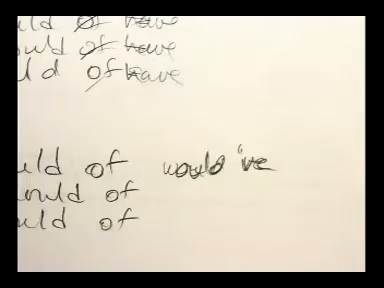 uld of have
ould of have
uld of have
uld of would've
ould of
uld of